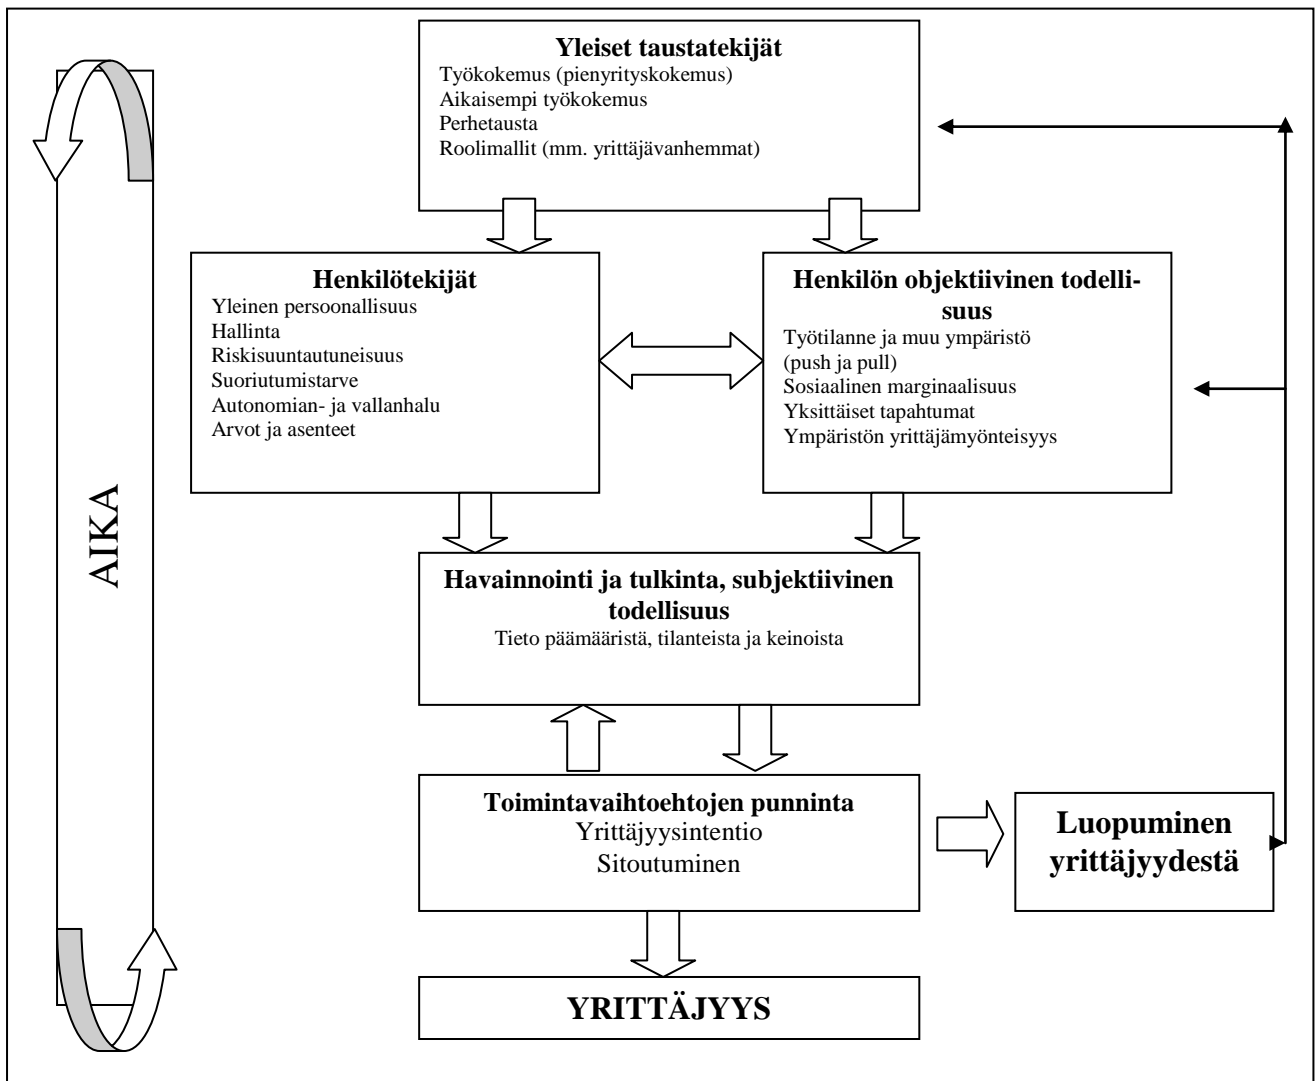 Yleiset taustatekijät
Työkokemus (pienyrityskokemus)
Aikaisempi työkokemus
Perhetausta
Roolimallit (mm. yrittäjävanhemmat)
Henkilötekijät
Yleinen persoonallisuus
Hallinta
Riskisuuntautuneisuus
Suoriutumistarve
Autonomian- ja vallanhalu
Arvot ja asenteet
Henkilön objektiivinen todelli-
suus
Työtilanne ja muu ympäristö
(push ja pull)
Sosiaalinen marginaalisuus
Yksittäiset tapahtumat
Ympäristön yrittäjämyönteisyys
AIKA
Havainnointi ja tulkinta, subjektiivinen
todellisuus
Tieto päämääristä, tilanteista ja keinoista
Toimintavaihtoehtojen punninta
Yrittäjyysintentio
Sitoutuminen
Luopuminen
yrittäjyydestä
YRITTÄJYYS